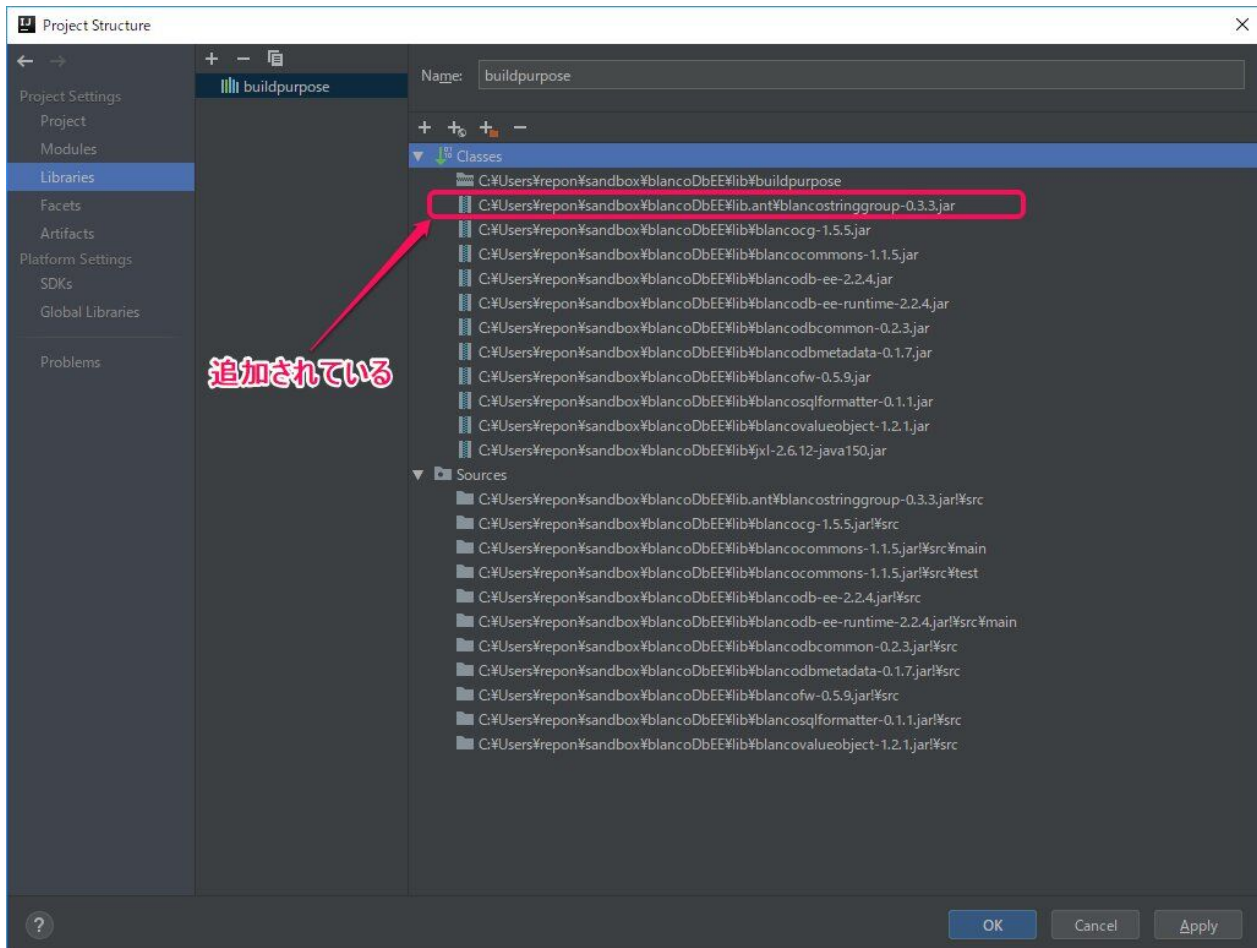 Project Structure
Project Settings
Project
Modules
Libraries
Facets
Artifacts
Platform Settings
SDKs
Global Libraries
Problems
buildpurpose
Name: buildpurpose
Classes
C:¥Users¥repon¥sandbox¥blancoDbEE¥lib¥buildpurpose
C:¥Users¥repon¥sandbox¥blancoDbEE¥lib.ant¥blancostringgroup-0.3.3.jar
C:¥Users¥repon¥sandbox¥blancoDbEE¥lib¥blancocg-1.5.5.jar
C:¥Users¥repon¥sandbox¥blancoDbEE¥lib¥blancocommons-1.1.5.jar
C:¥Users¥repon¥sandbox¥blancoDbEE¥lib¥blancodb-ee-2.2.4.jar
C:¥Users¥repon¥sandbox¥blancoDbEE¥lib¥blancodb-ee-runtime-2.2.4.jar
C:¥Users¥repon¥sandbox¥blancoDbEE¥lib¥blancodbcommon-0.2.3.jar
C:¥Users¥repon¥sandbox¥blancoDbEE¥lib¥blancodbmetadata-0.1.7.jar
C:¥Users¥repon¥sandbox¥blancoDbEE¥lib¥blancofw-0.5.9.jar
C:¥Users¥repon¥sandbox¥blancoDbEE¥lib¥blancosqlformatter-0.1.1.jar
C:¥Users¥repon¥sandbox¥blancoDbEE¥lib¥blancovalueobject-1.2.1.jar
C:¥Users¥repon¥sandbox¥blancoDbEE¥lib¥jxl-2.6.12-java150.jar
追加されている
Sources
C:¥Users¥repon¥sandbox¥blancoDbEE¥lib.ant¥blancostringgroup-0.3.3.jar!¥src
C:¥Users¥repon¥sandbox¥blancoDbEE¥lib¥blancocg-1.5.5.jar!¥src
C:¥Users¥repon¥sandbox¥blancoDbEE¥lib¥blancocommons-1.1.5.jar!¥src¥main
C:¥Users¥repon¥sandbox¥blancoDbEE¥lib¥blancocommons-1.1.5.jar!¥src¥test
C:¥Users¥repon¥sandbox¥blancoDbEE¥lib¥blancodb-ee-2.2.4.jar!¥src
C:¥Users¥repon¥sandbox¥blancoDbEE¥lib¥blancodb-ee-runtime-2.2.4.jar!¥src¥main
C:¥Users¥repon¥sandbox¥blancoDbEE¥lib¥blancodbcommon-0.2.3.jar!¥src
C:¥Users¥repon¥sandbox¥blancoDbEE¥lib¥blancodbmetadata-0.1.7.jar!¥src
C:¥Users¥repon¥sandbox¥blancoDbEE¥lib¥blancofw-0.5.9.jar!¥src
C:¥Users¥repon¥sandbox¥blancoDbEE¥lib¥blancosqlformatter-0.1.1.jar!¥src
C:¥Users¥repon¥sandbox¥blancoDbEE¥lib¥blancovalueobject-1.2.1.jar!¥src
?
OK
Cancel
Apply